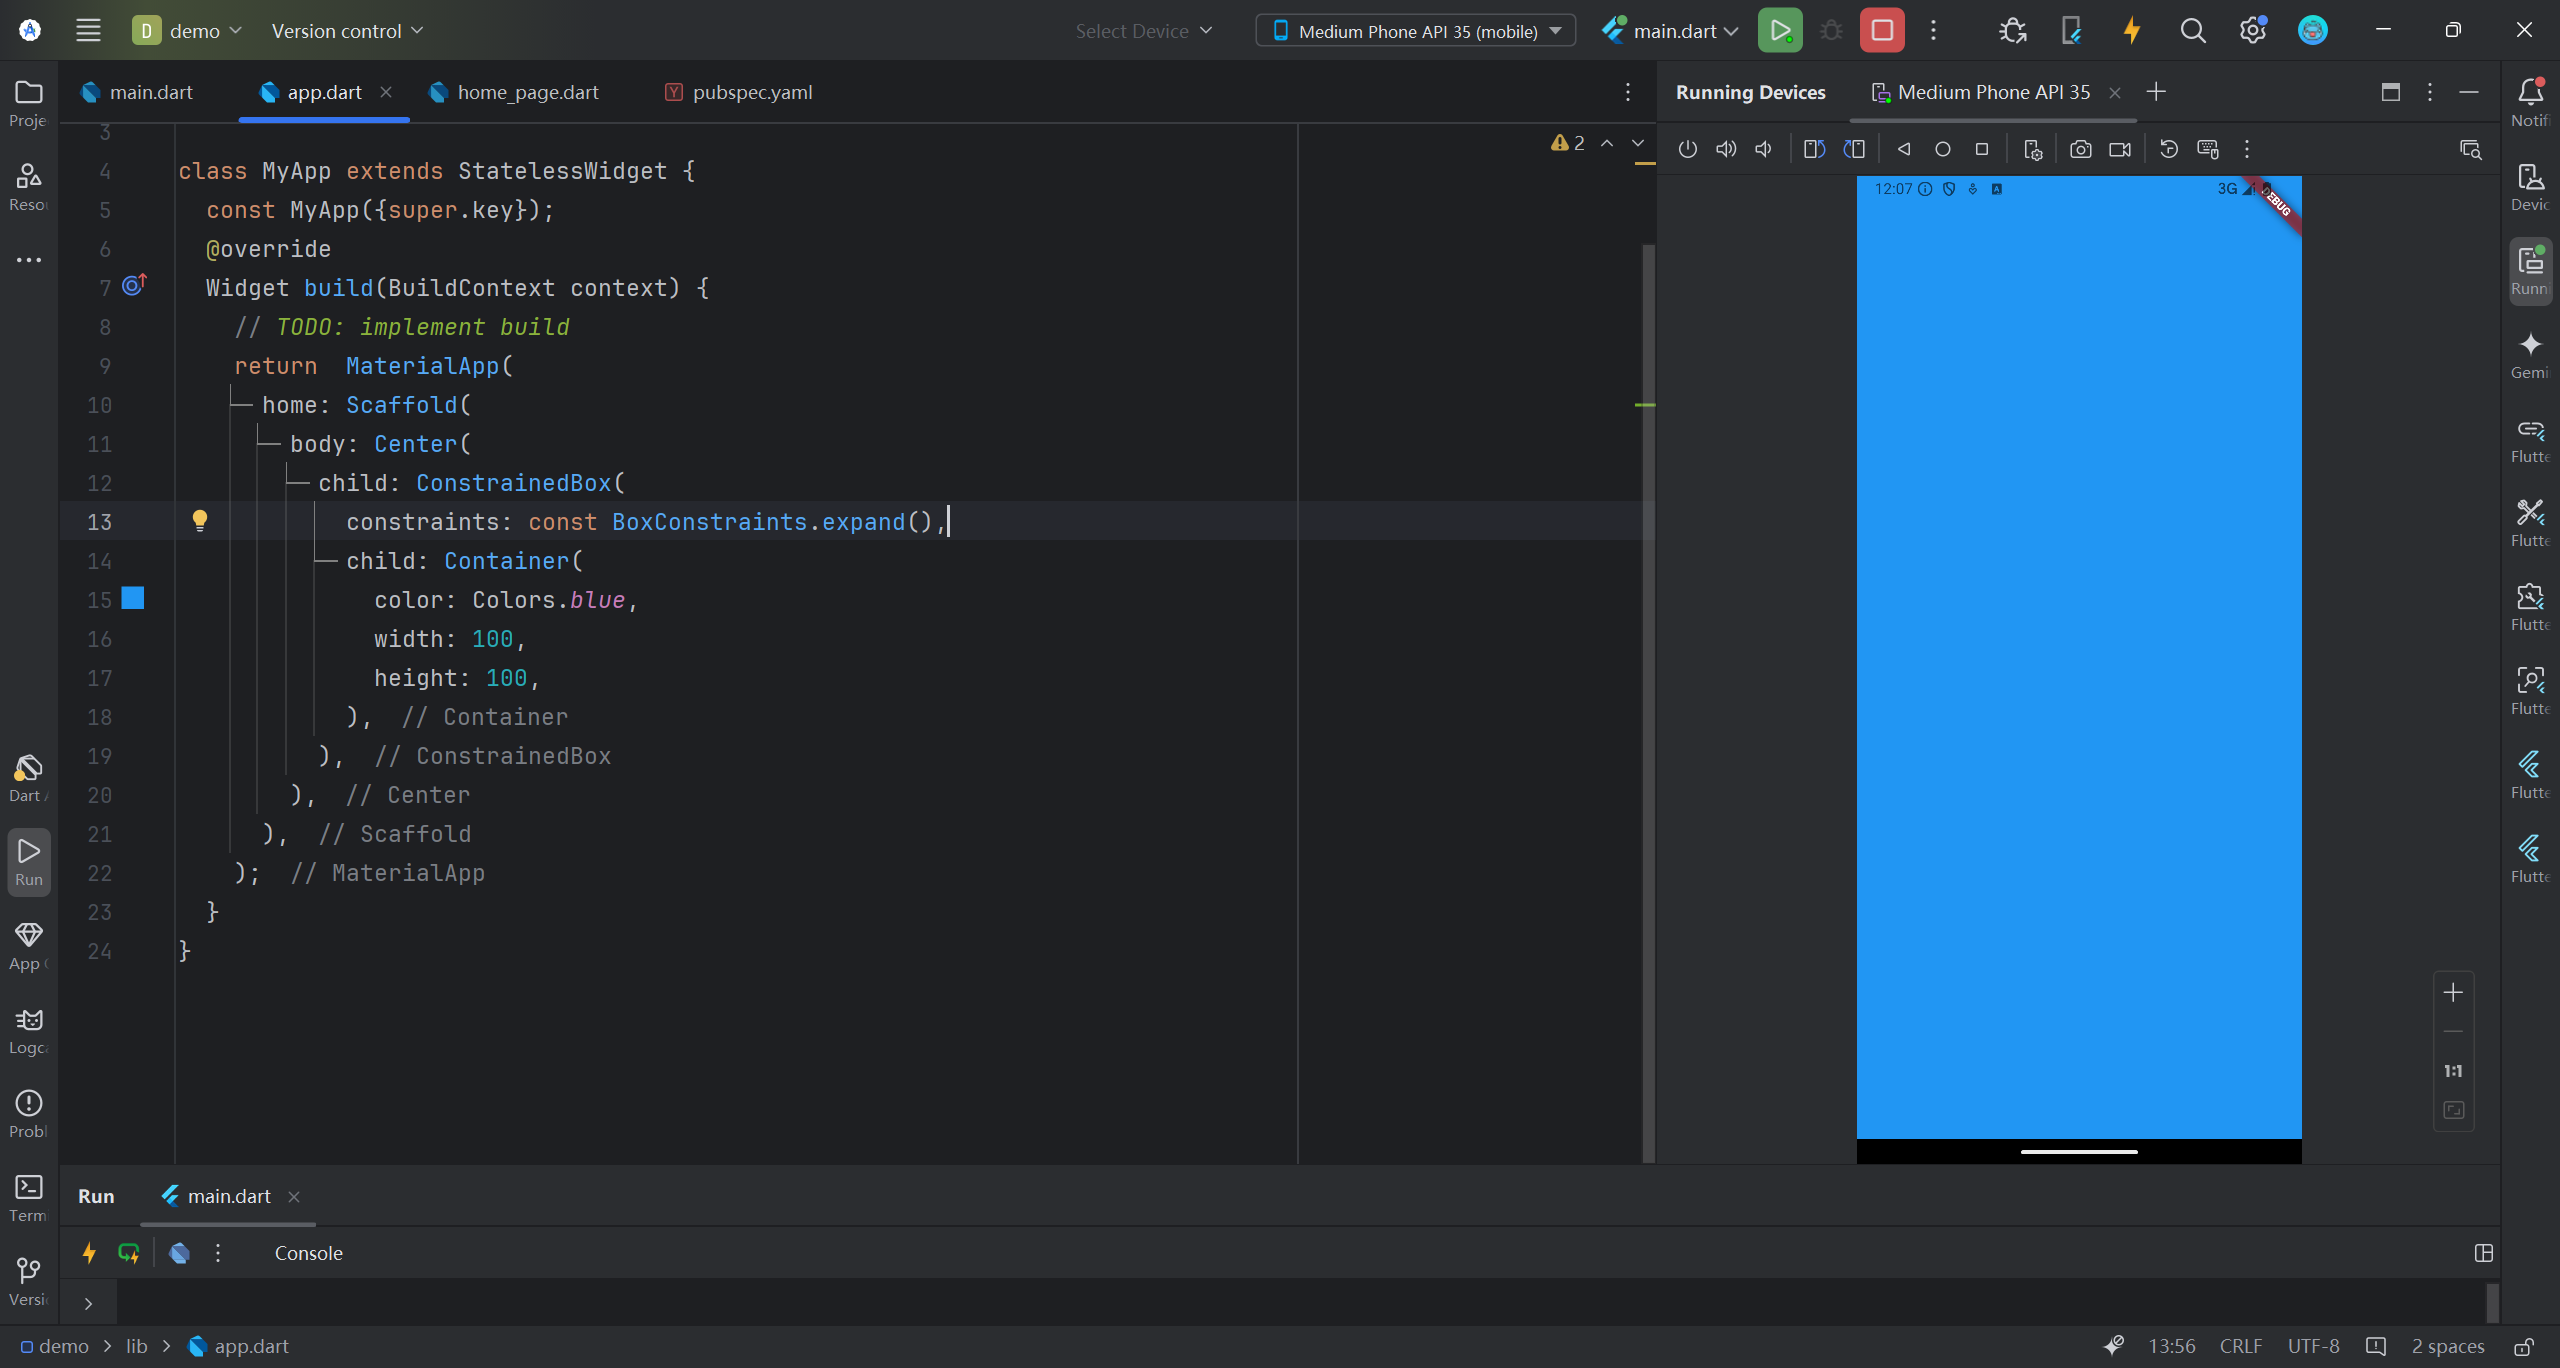 D demo Version control Select Device Medium Phone API 35 (mobile) main.dart
main.dart app.dart home_page.dart pubspec.yaml
Running Devices Medium Phone API 35
Proje
Reso
Dart A
Run
App
Logca
Probl
Term
Versi
2
3
4 class MyApp extends StatelessWidget {
5 const MyApp({super.key});
6 @override
7 Widget build(BuildContext context) {
8 // TODO: implement build
9 return MaterialApp(
10 home: Scaffold(
11 body: Center(
12 child: ConstrainedBox(
13 constraints: const BoxConstraints.expand(),
14 child: Container(
15 color: Colors.blue,
16 width: 100,
17 height: 100,
18 ), // Container
19 ), // ConstrainedBox
20 ), // Center
21 ), // Scaffold
22 ); // MaterialApp
23 }
24 }
12:07 3G
DEBUG
1:1
Notifi
Devic
Runn
Gemi
Flutte
Flutte
Flutte
Flutte
Flutte
Flutte
Run main.dart
Console
demo lib app.dart
13:56 CRLF UTF-8 2 spaces